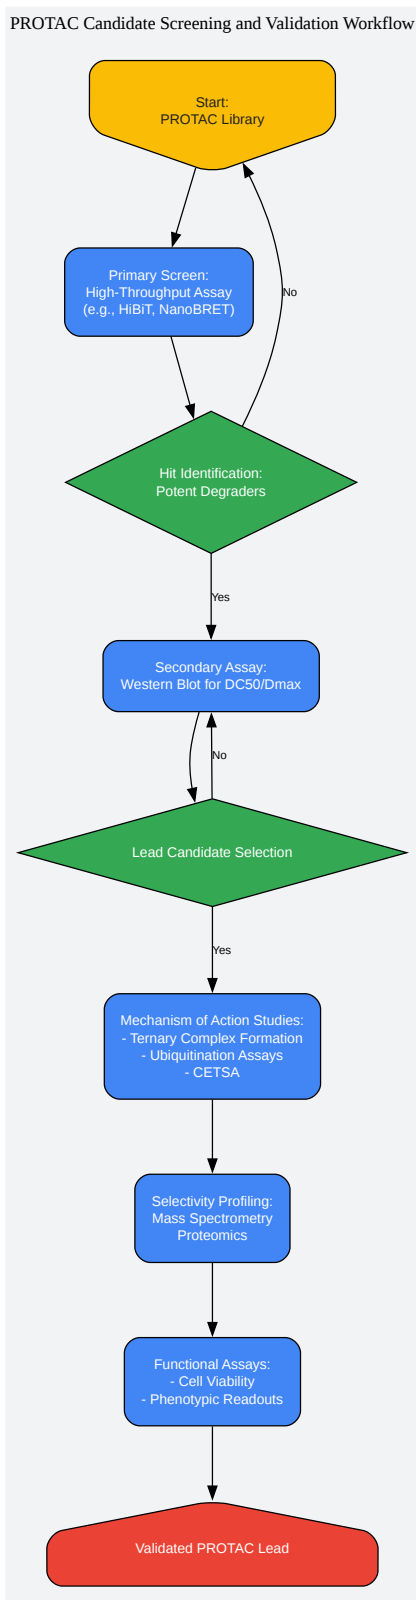 PROTAC Candidate Screening and Validation Workflow
Start:
PROTAC Library
Primary Screen:
High-Throughput Assay
(e.g., HiBiT, NanoBRET)
No
Hit Identification:
Potent Degraders
Yes
Secondary Assay:
Western Blot for DC50/Dmax
No
Lead Candidate Selection
Yes
Mechanism of Action Studies:
- Ternary Complex Formation
- Ubiquitination Assays
- CETSA
Selectivity Profiling:
Mass Spectrometry
Proteomics
Functional Assays:
- Cell Viability
- Phenotypic Readouts
Validated PROTAC Lead